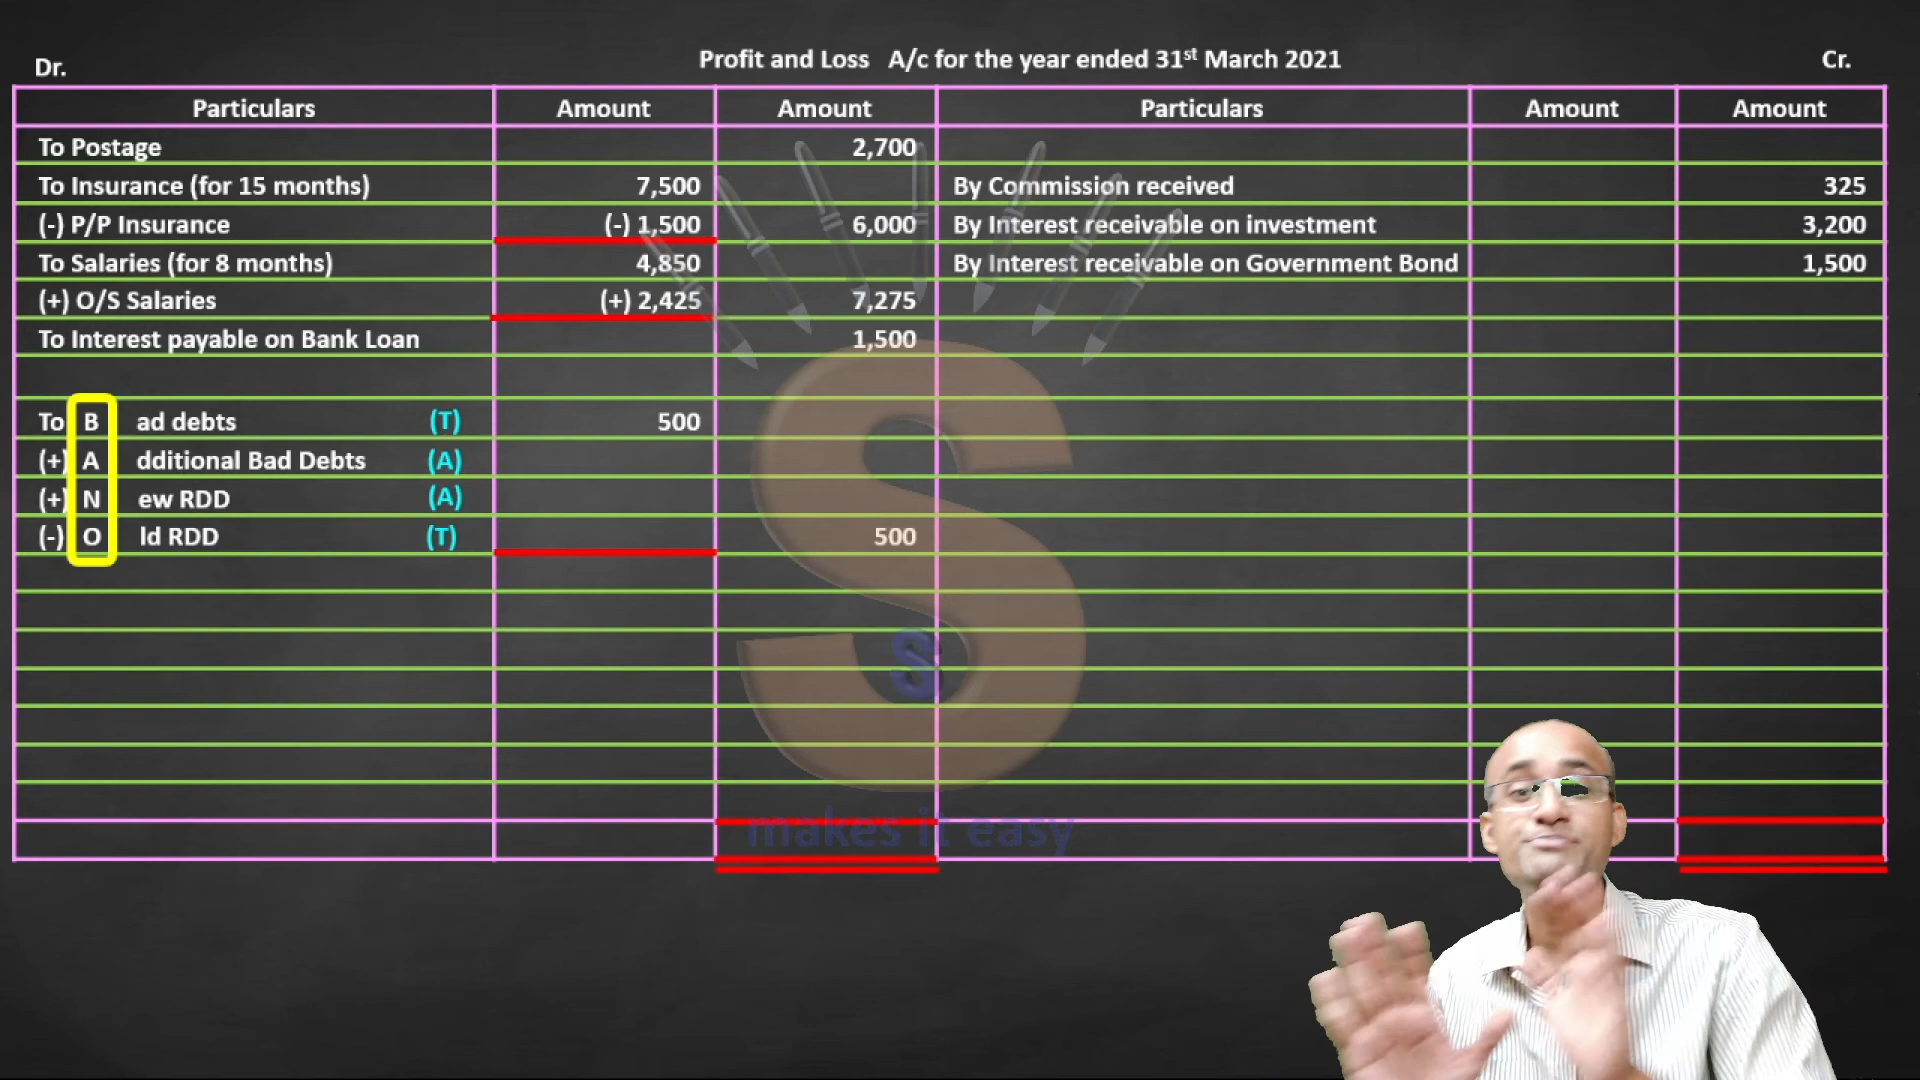 Dr. Profit and Loss A/c for the year ended 31st March 2021 Cr.
Particulars Amount Amount Particulars Amount Amount
To Postage 2,700
To Insurance (for 15 months) 7,500 By Commission received 325
(-) P/P Insurance (-) 1,500 6,000 By Interest receivable on investment 3,200
To Salaries (for 8 months) 4,850 By Interest receivable on Government Bond 1,500
(+) O/S Salaries (+) 2,425 7,275
To Interest payable on Bank Loan 1,500
To B ad debts (T) 500
(+) A dditional Bad Debts (A)
(+) N ew RDD (A)
(-) O ld RDD (T) 500
S
S
makes it easy